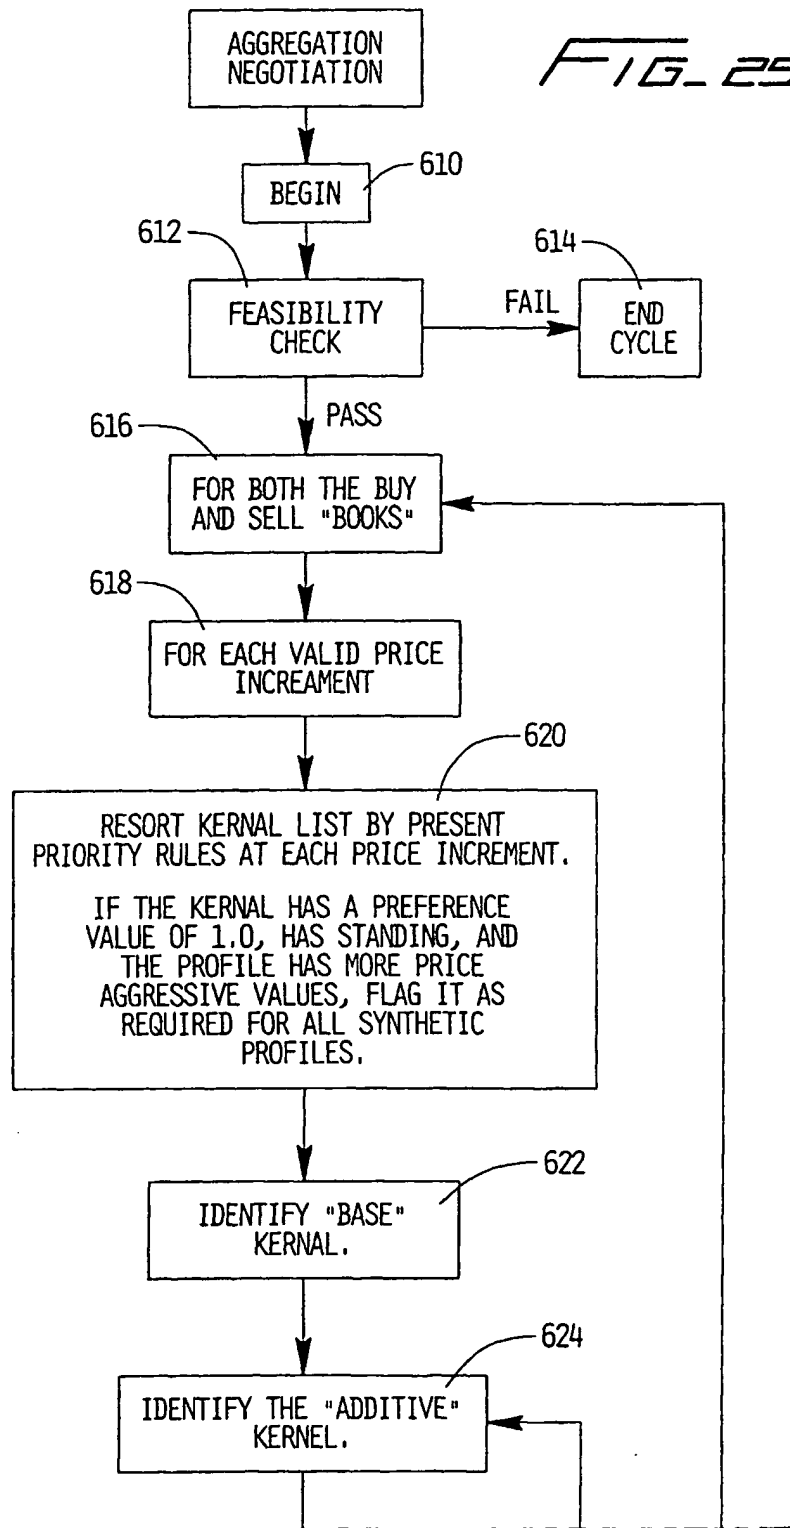 AGGREGATION
NEGOTIATION
FIG_ 25
610
BEGIN
612
614
FEASIBILITY
CHECK
FAIL
END
CYCLE
PASS
616
FOR BOTH THE BUY
AND SELL "BOOKS"
618
FOR EACH VALID PRICE
INCREAMENT
620
RESORT KERNAL LIST BY PRESENT
PRIORITY RULES AT EACH PRICE INCREMENT.
IF THE KERNAL HAS A PREFERENCE
VALUE OF 1.0, HAS STANDING, AND
THE PROFILE HAS MORE PRICE
AGGRESSIVE VALUES, FLAG IT AS
REQUIRED FOR ALL SYNTHETIC
PROFILES.
622
IDENTIFY "BASE"
KERNAL.
624
IDENTIFY THE "ADDITIVE"
KERNEL.